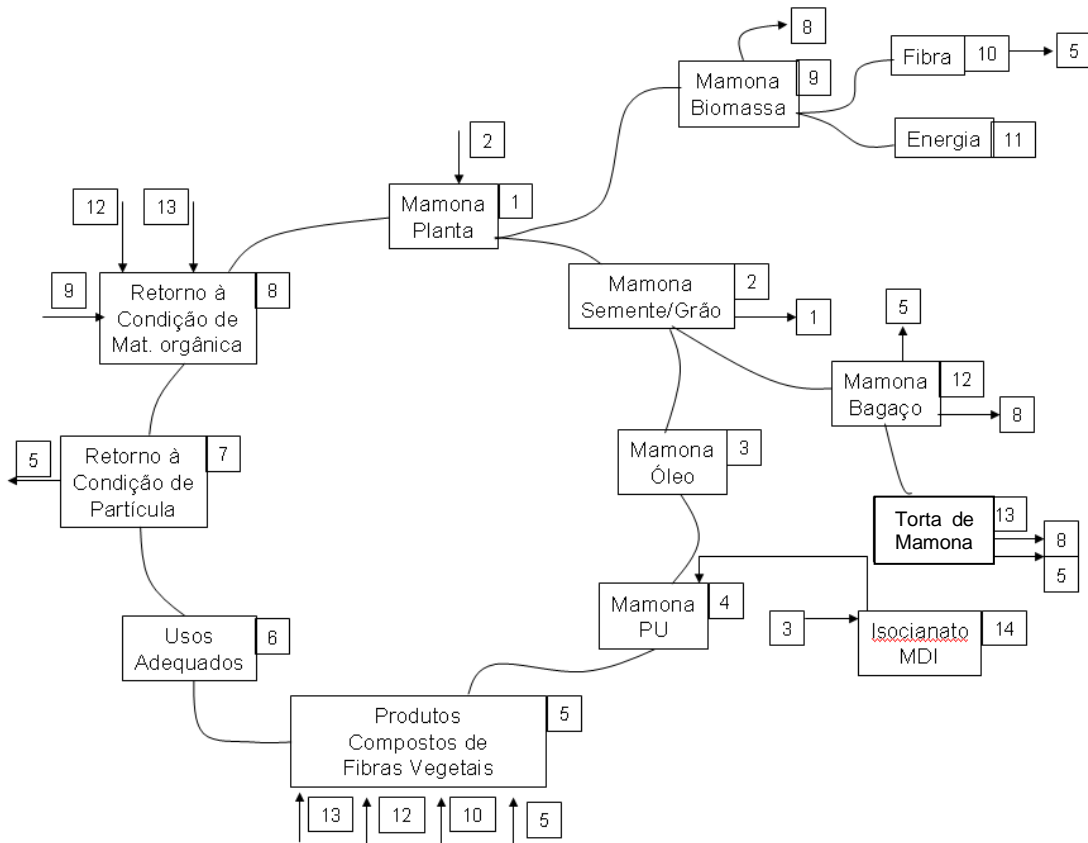 8
Fibra
10
5
Mamona
Biomassa
9
Energia
11
2
Mamona
Planta
1
12
13
9
Retorno à
Condição de
Mat. orgânica
8
Mamona
Semente/Grão
2
1
5
Mamona
Bagaço
12
8
5
Retorno à
Condição de
Partícula
7
Mamona
Óleo
3
Torta de
Mamona
13
8
5
Mamona
PU
4
3
Isocianato
MDI
14
Usos
Adequados
6
Produtos
Compostos de
Fibras Vegetais
5
13
12
10
5